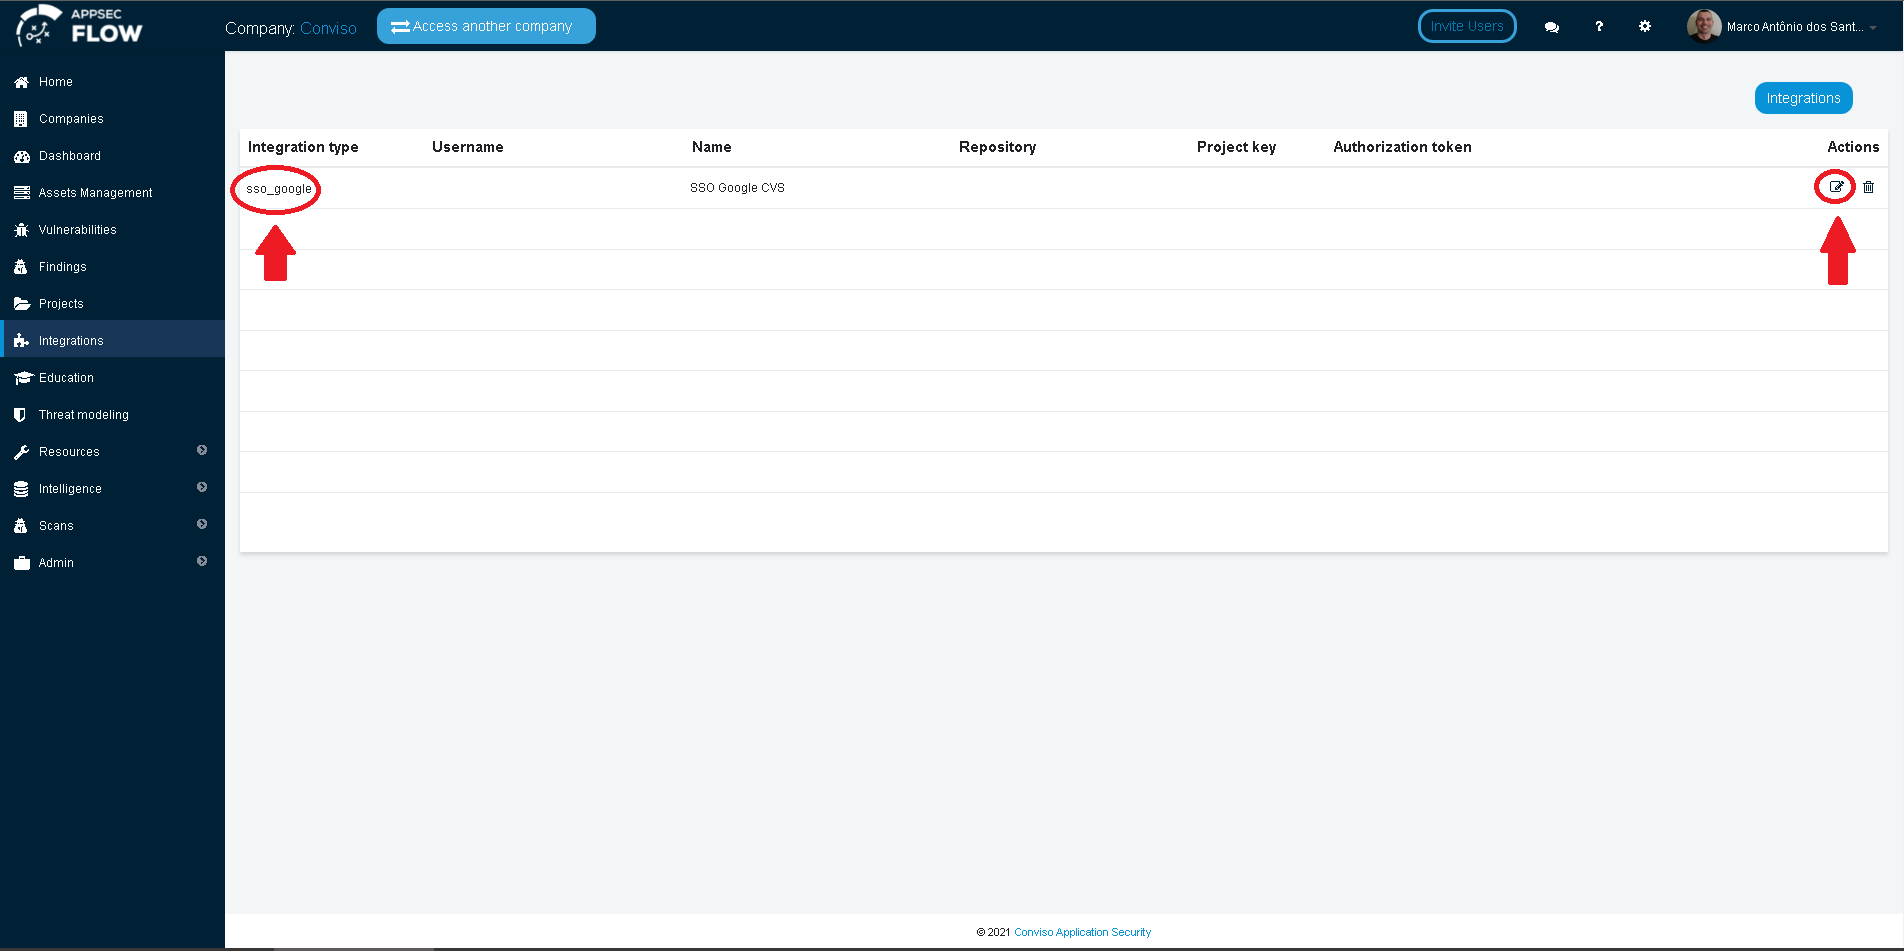 APPSEC
FLOW
Company: Conviso
Access another company
Invite Users
?
Marco Antônio dos Sant...
Home
Companies
Dashboard
Assets Management
Vulnerabilities
Findings
Projects
Integrations
Education
Threat modeling
Resources
Intelligence
Scans
Admin
Integrations
Integration type Username Name Repository Project key Authorization token Actions
sso_google SSO Google CVS
© 2021 Conviso Application Security